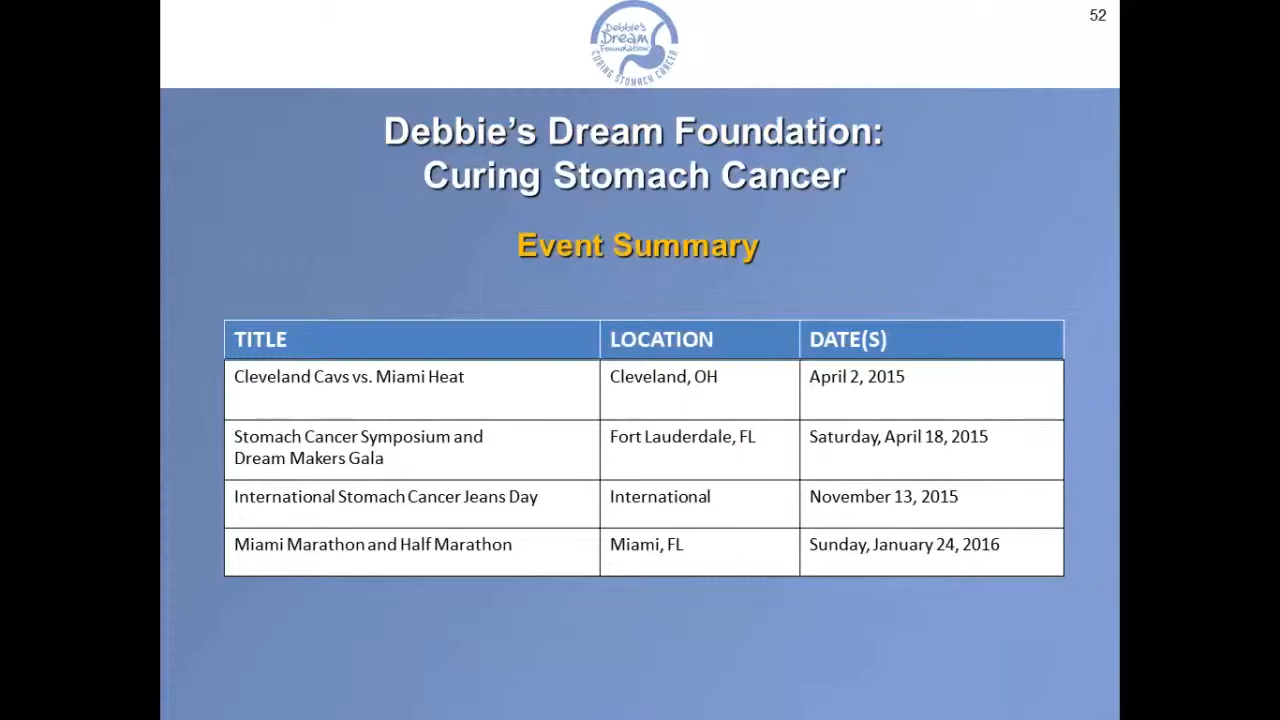 52
Debbie's
Dream
Foundation
CURING STOMACH CANCER
Debbie’s Dream Foundation:
Curing Stomach Cancer
Event Summary
TITLE LOCATION DATE(S)
Cleveland Cavs vs. Miami Heat Cleveland, OH April 2, 2015
Stomach Cancer Symposium and Fort Lauderdale, FL Saturday, April 18, 2015
Dream Makers Gala
International Stomach Cancer Jeans Day International November 13, 2015
Miami Marathon and Half Marathon Miami, FL Sunday, January 24, 2016